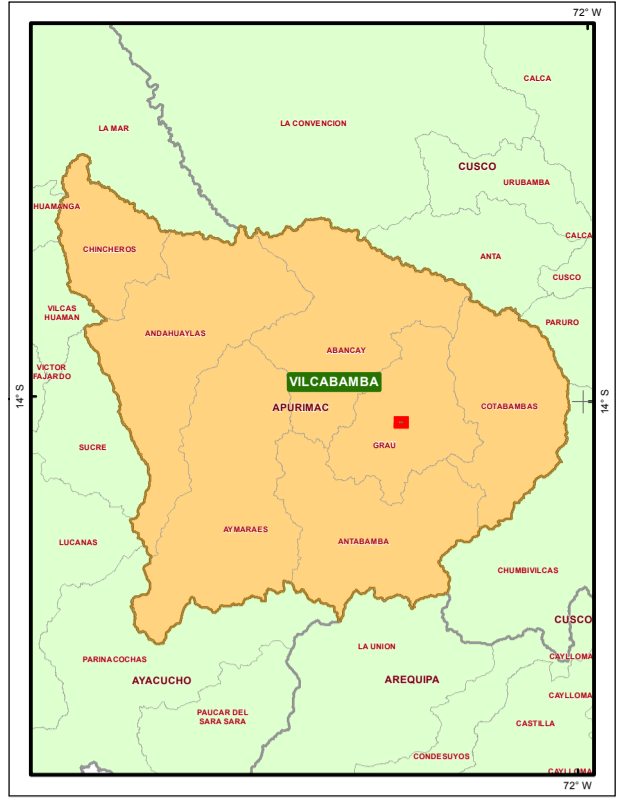 72° W
CALCA
LA CONVENCION
LA MAR
CUSCO
URUBAMBA
HUAMANGA
CALCA
CHINCHEROS
ANTA
CUSCO
VILCAS
HUAMAN
PARURO
ANDAHUAYLAS
ABANCAY
VICTOR
FAJARDO
VILCABAMBA
14° S
14° S
APURIMAC
COTABAMBAS
GRAU
SUCRE
AYMARAES
ANTABAMBA
LUCANAS
CHUMBIVILCAS
CUSCO
LA UNION
CAYLLOMA
PARINACOCHAS
AYACUCHO
AREQUIPA
CAYLLOMA
PAUCAR DEL
SARA SARA
CASTILLA
CONDESUYOS
CAYLLOMA
72° W